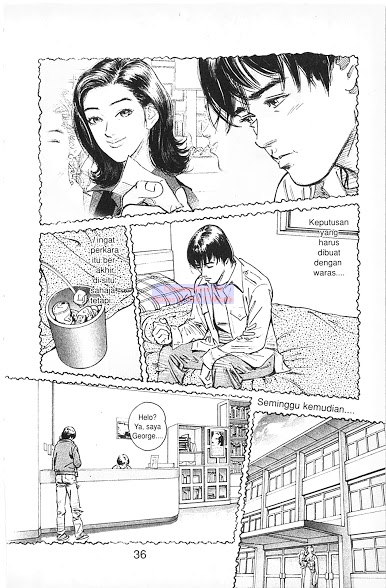 Keputusan
yang
harus
dibuat
dengan
waras....
ingat
perkara
itu ber-
akhir
di situ
sahaja,
tetapi..
Seminggu kemudian....
Helo?
Ya, saya
George....
36